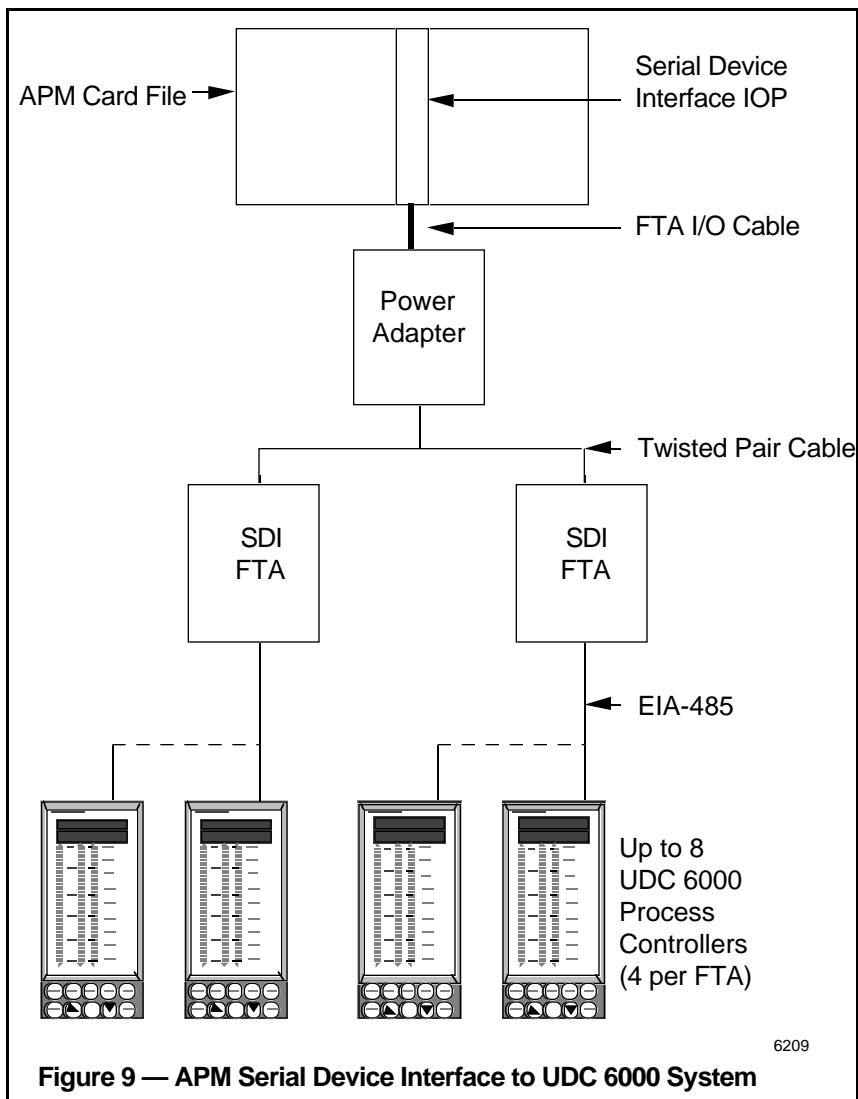 APM Card File
Serial Device
Interface IOP
FTA I/O Cable
Power
Adapter
Twisted Pair Cable
SDI
FTA
SDI
FTA
EIA-485
Up to 8
UDC 6000
Process
Controllers
(4 per FTA)
6209
Figure 9 — APM Serial Device Interface to UDC 6000 System